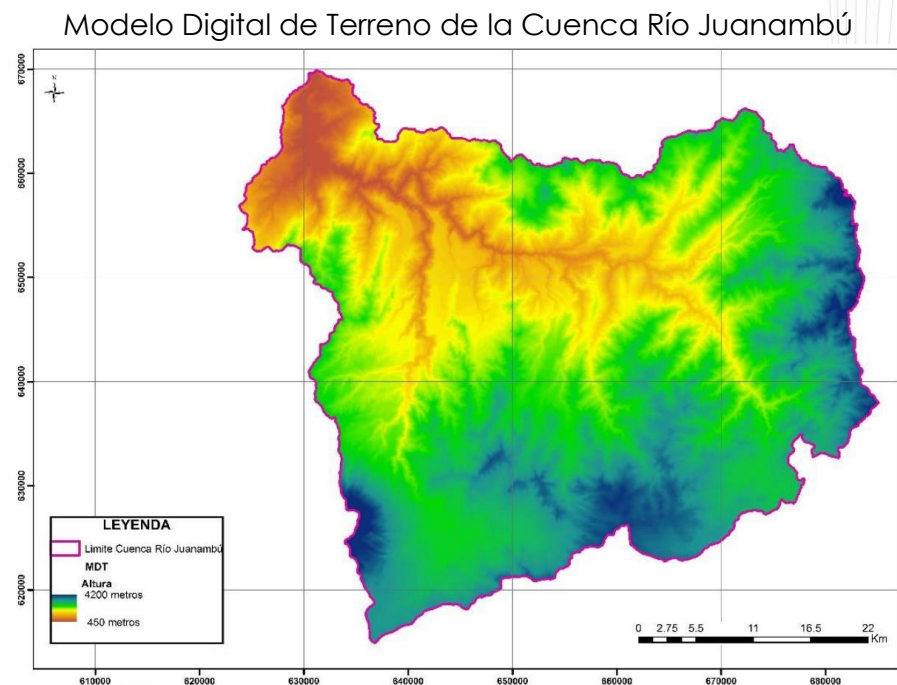 Modelo Digital de Terreno de la Cuenca Río Juanambú
N
670000
660000
650000
640000
630000
620000
LEYENDA
Limite Cuenca Río Juanambú
MDT
Altura
4200 metros
450 metros
0 2.75 5.5 11 16.5 22
Km
610000 620000 630000 640000 650000 660000 670000 680000